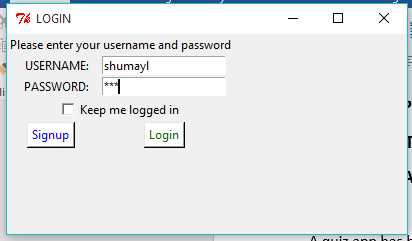 LOGIN
Please enter your username and password
USERNAME: shumayl
PASSWORD: ***
Keep me logged in
Signup Login
A quiz app has b